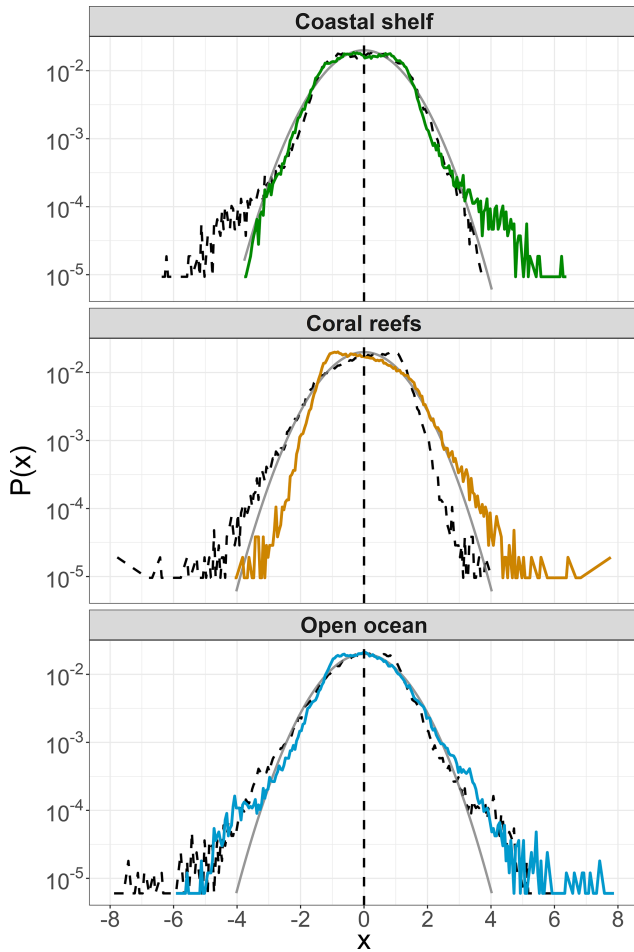 Coastal shelf
10⁻²
10⁻³
10⁻⁴
10⁻⁵
Coral reefs
10⁻²
10⁻³
10⁻⁴
10⁻⁵
P(x)
Open ocean
10⁻²
10⁻³
10⁻⁴
10⁻⁵
-8 -6 -4 -2 0 2 4 6 8
x